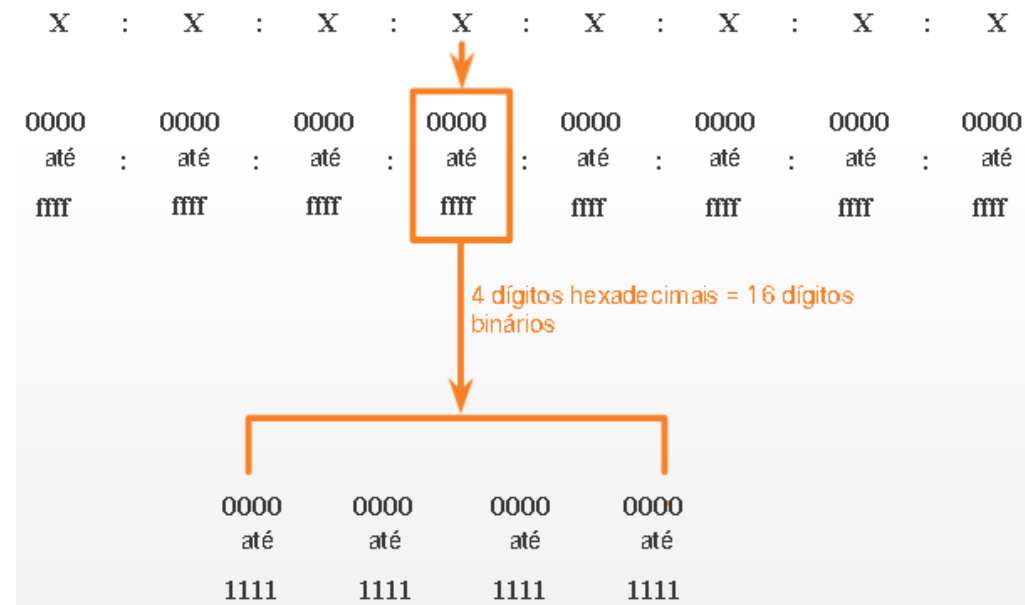 X : X : X : X : X : X : X : X
0000 0000 0000 0000 0000 0000 0000 0000
até : até : até : até : até : até : até : até
ffff ffff ffff ffff ffff ffff ffff ffff
4 dígitos hexadecimais = 16 dígitos
binários
0000 0000 0000 0000
até até até até
1111 1111 1111 1111